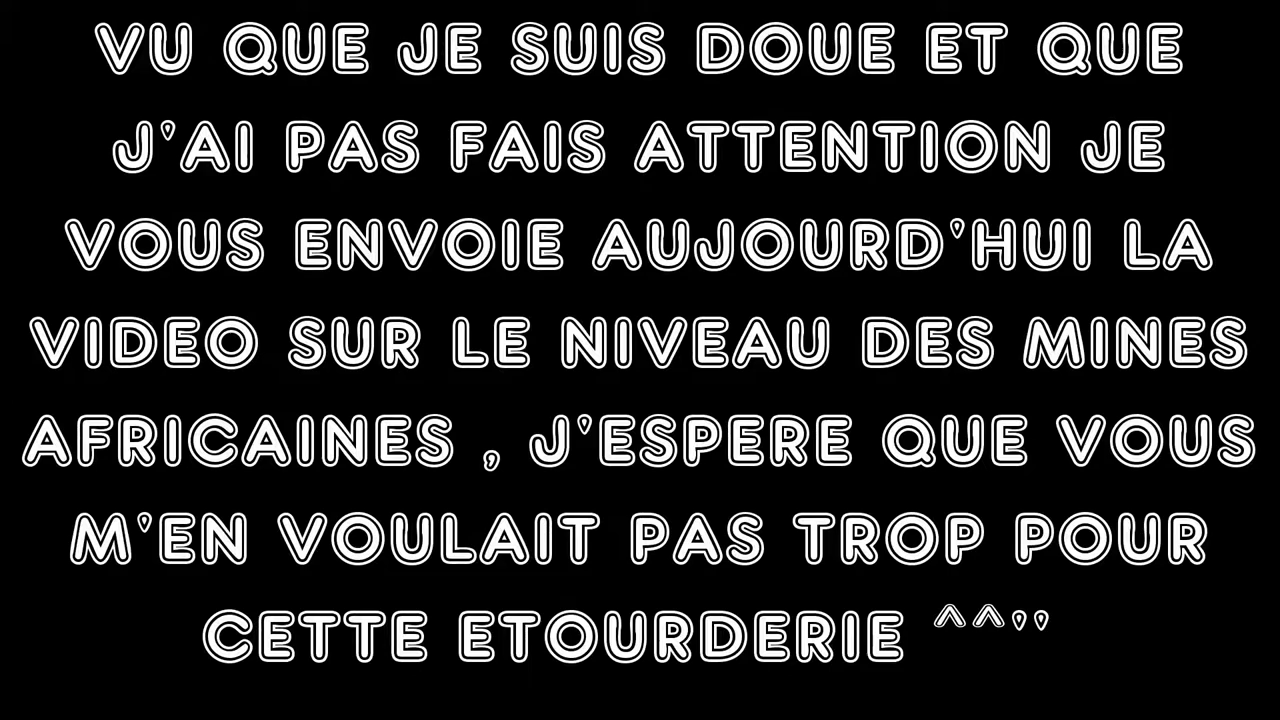 VU QUE JE SUIS DOUE ET QUE
J'AI PAS FAIS ATTENTION JE
VOUS ENVOIE AUJOURD'HUI LA
VIDEO SUR LE NIVEAU DES MINES
AFRICAINES , J'ESPERE QUE VOUS
M'EN VOULAIT PAS TROP POUR
CETTE ETOURDERIE ^^''